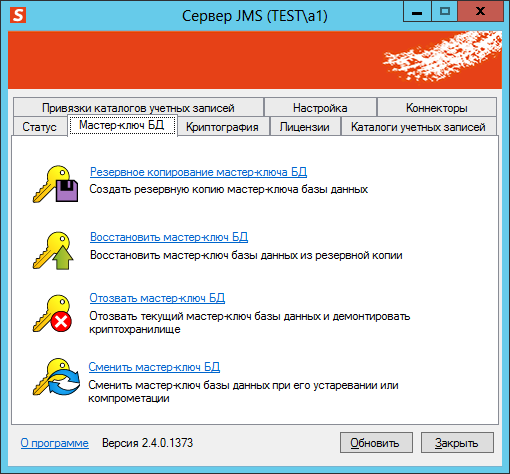 S Сервер JMS (TEST\a1)
Привязки каталогов учетных записей Настройка Коннекторы
Статус Мастер-ключ БД Криптография Лицензии Каталоги учетных записей
Резервное копирование мастер-ключа БД
Создать резервную копию мастер-ключа базы данных
Восстановить мастер-ключ БД
Восстановить мастер-ключ базы данных из резервной копии
Отозвать мастер-ключ БД
Отозвать текущий мастер-ключ базы данных и демонтировать
криптохранилище
Сменить мастер-ключ БД
Сменить мастер-ключ базы данных при его устаревании или
компрометации
О программе Версия 2.4.0.1373 Обновить Закрыть